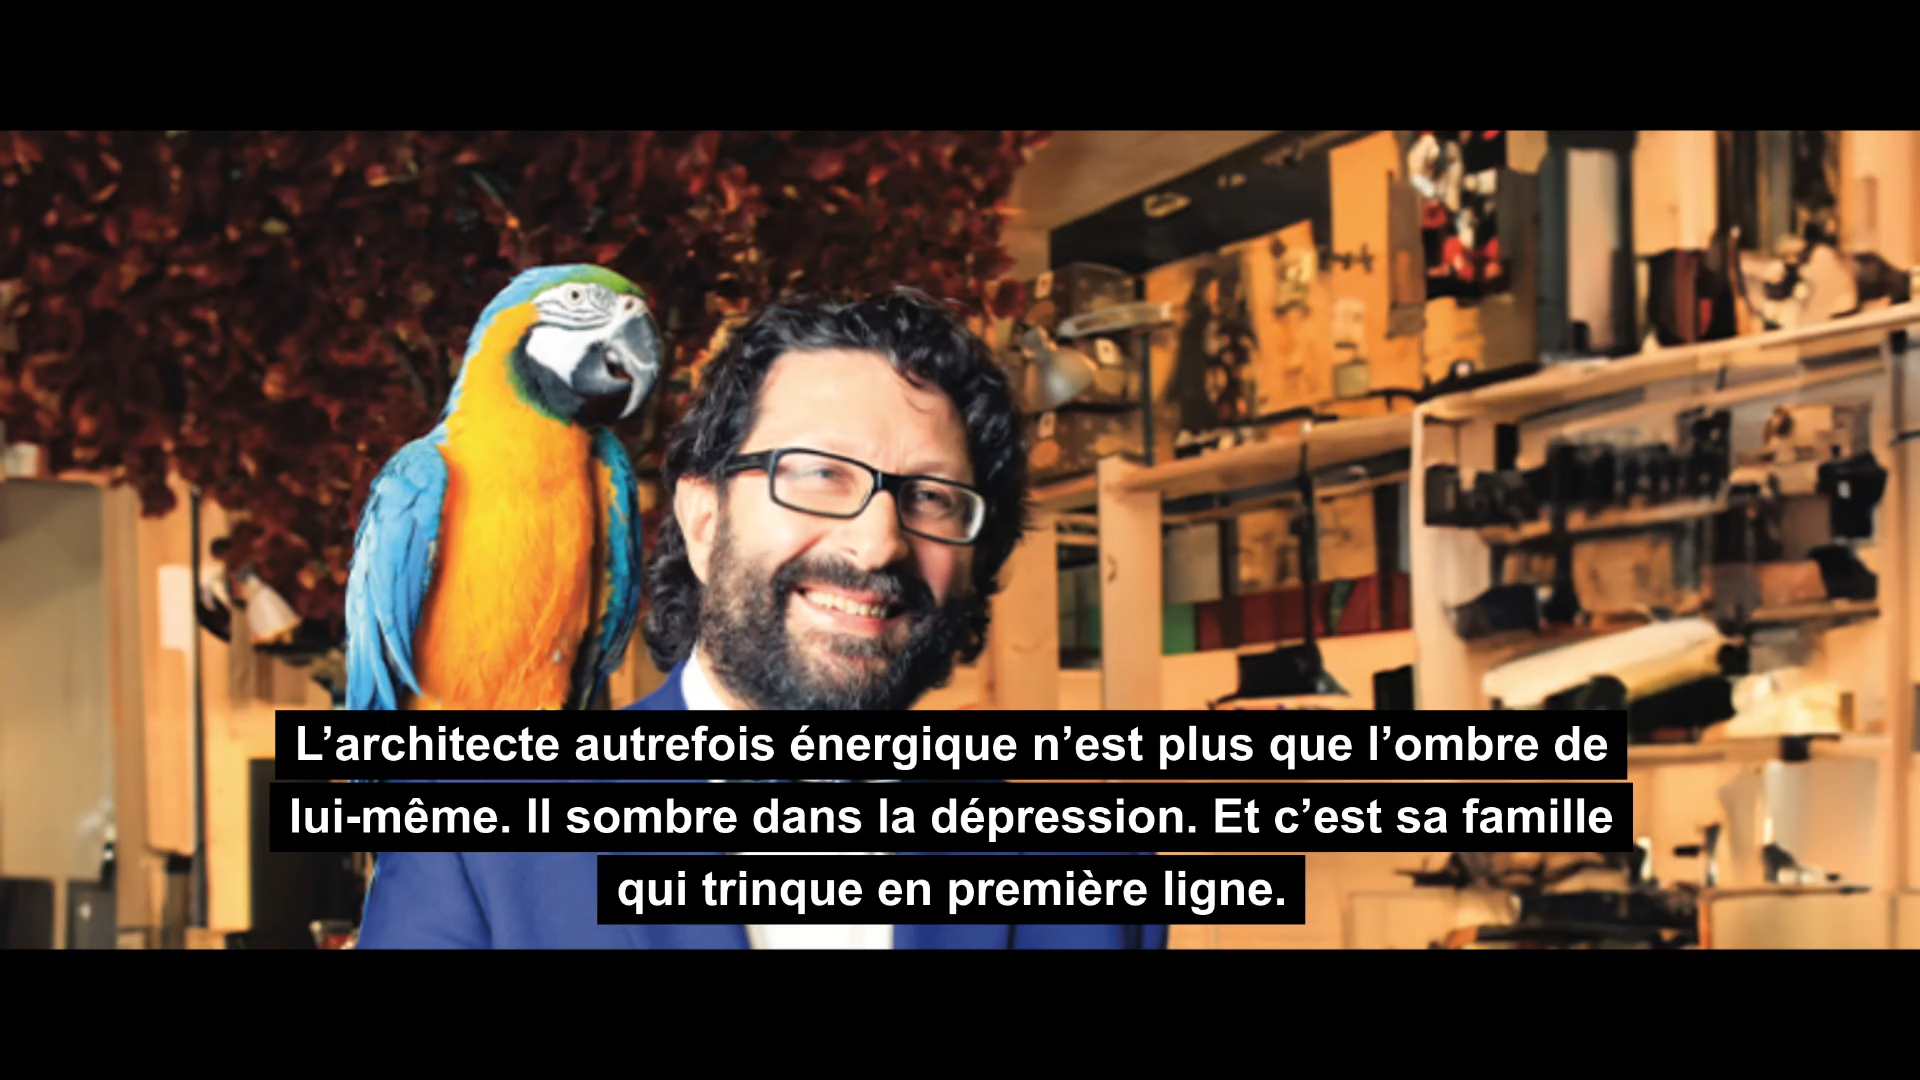 L’architecte autrefois énergique n’est plus que l’ombre de
lui-même. Il sombre dans la dépression. Et c’est sa famille
qui trinque en première ligne.